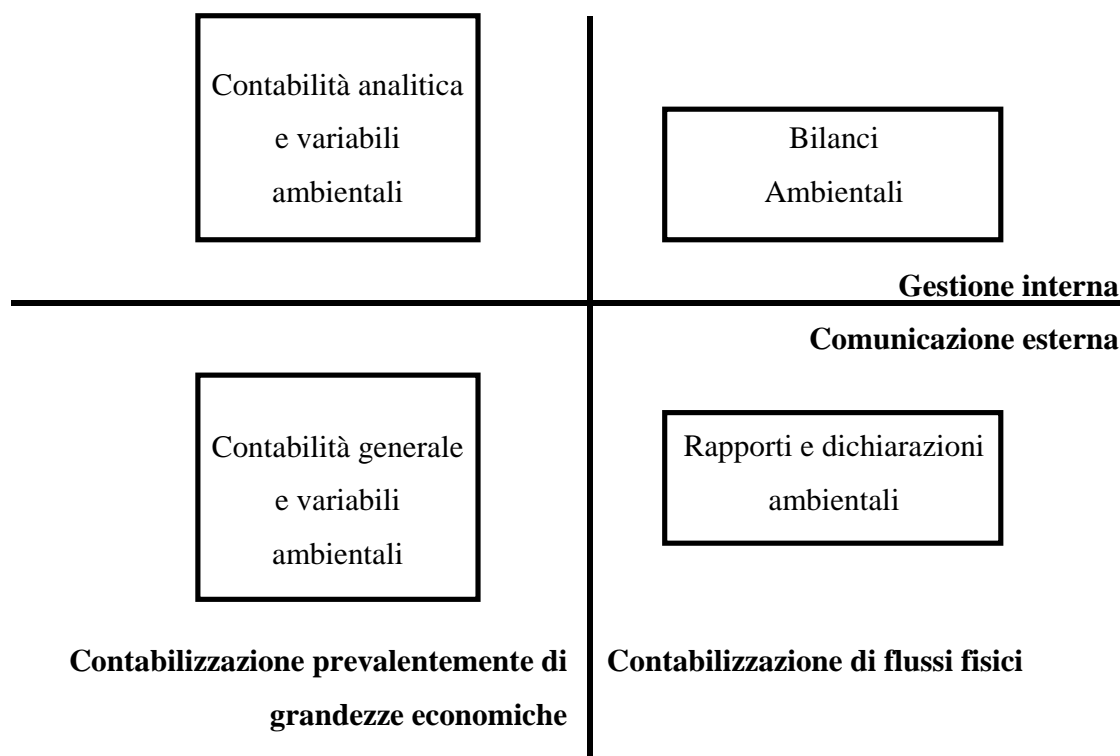 Contabilità analitica
e variabili
ambientali
Bilanci
Ambientali
Gestione interna
Comunicazione esterna
Contabilità generale
e variabili
ambientali
Rapporti e dichiarazioni
ambientali
Contabilizzazione prevalentemente di
grandezze economiche
Contabilizzazione di flussi fisici